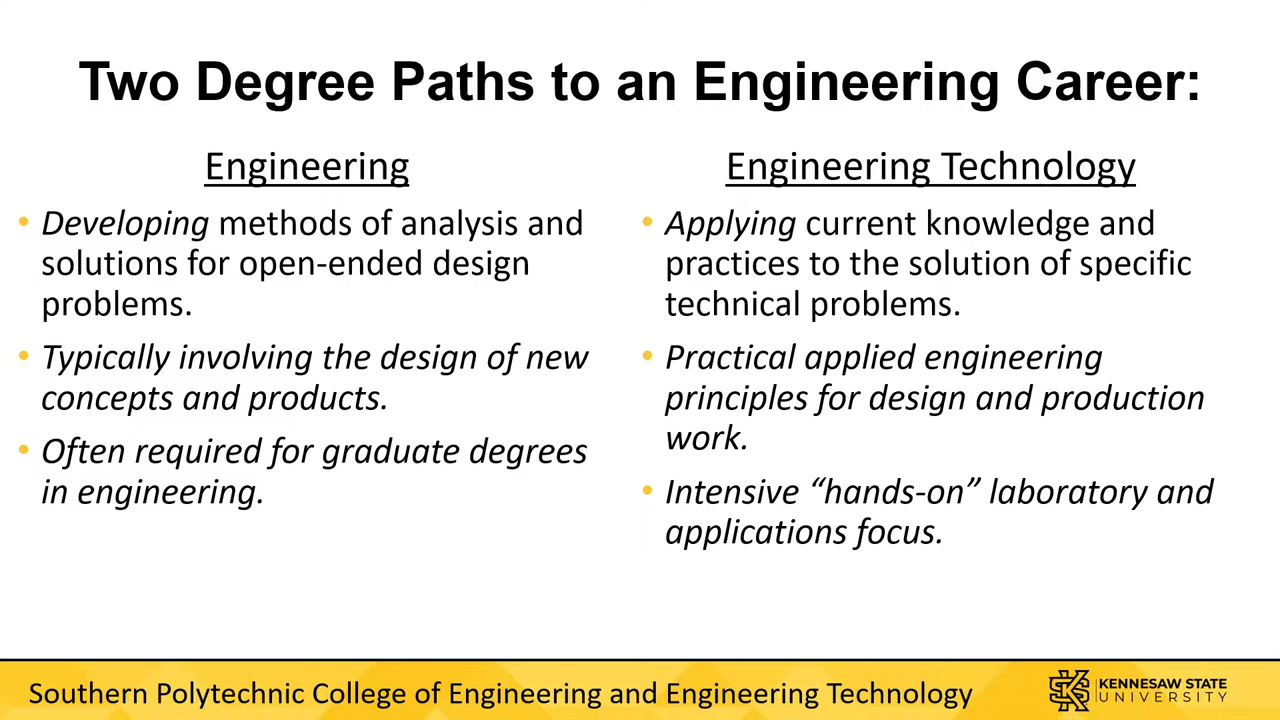 Two Degree Paths to an Engineering Career:
Engineering
• Developing methods of analysis and
solutions for open-ended design
problems.
• Typically involving the design of new
concepts and products.
• Often required for graduate degrees
in engineering.
Engineering Technology
• Applying current knowledge and
practices to the solution of specific
technical problems.
• Practical applied engineering
principles for design and production
work.
• Intensive “hands-on” laboratory and
applications focus.
Southern Polytechnic College of Engineering and Engineering Technology
KENNESAW STATE
UNIVERSITY